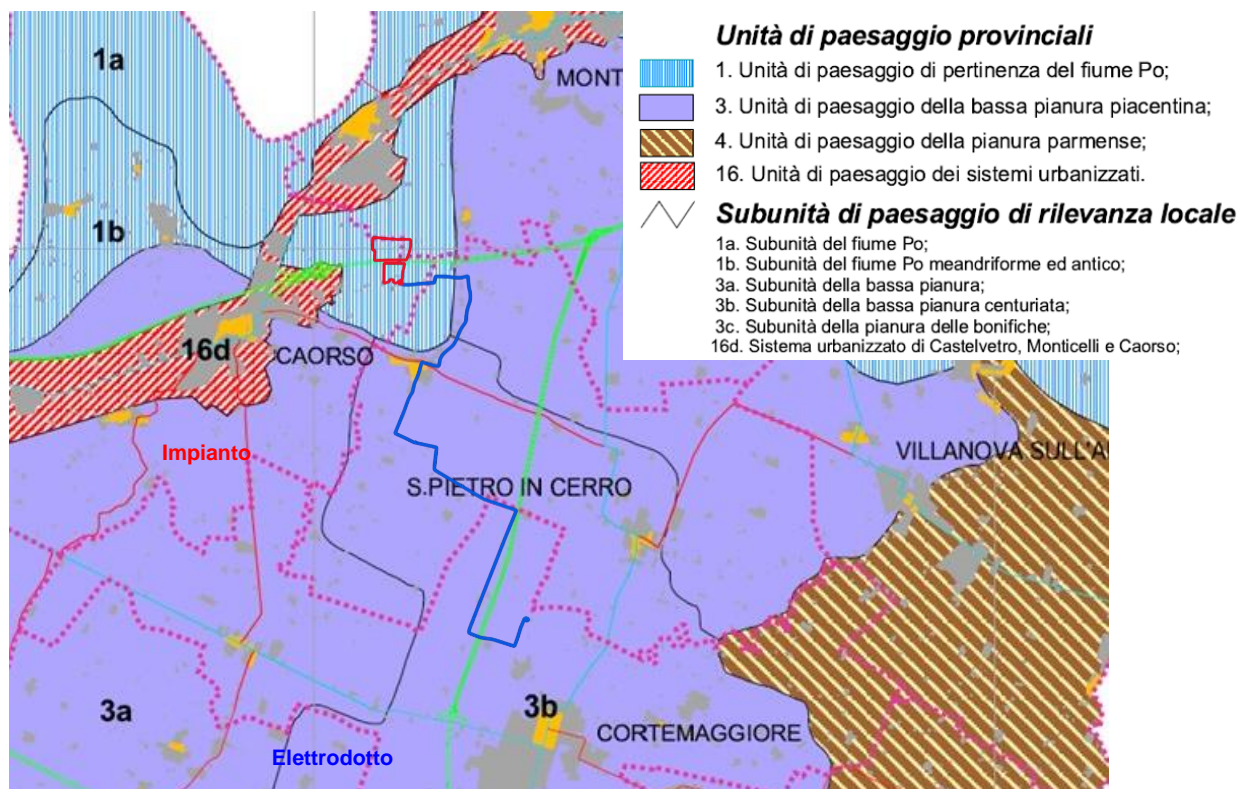 1a
1b
MONT
16d
CAORSO
Impianto
S.PIETRO IN CERRO
VILLANOVA SULL'A
3a
3b
CORTEMAGGIORE
Elettrodotto
Unità di paesaggio provinciali
1. Unità di paesaggio di pertinenza del fiume Po;
3. Unità di paesaggio della bassa pianura piacentina;
4. Unità di paesaggio della pianura parmense;
16. Unità di paesaggio dei sistemi urbanizzati.
Subunità di paesaggio di rilevanza locale
1a. Subunità del fiume Po;
1b. Subunità del fiume Po meandriforme ed antico;
3a. Subunità della bassa pianura;
3b. Subunità della bassa pianura centuriata;
3c. Subunità della pianura delle bonifiche;
16d. Sistema urbanizzato di Castelvetro, Monticelli e Caorso;